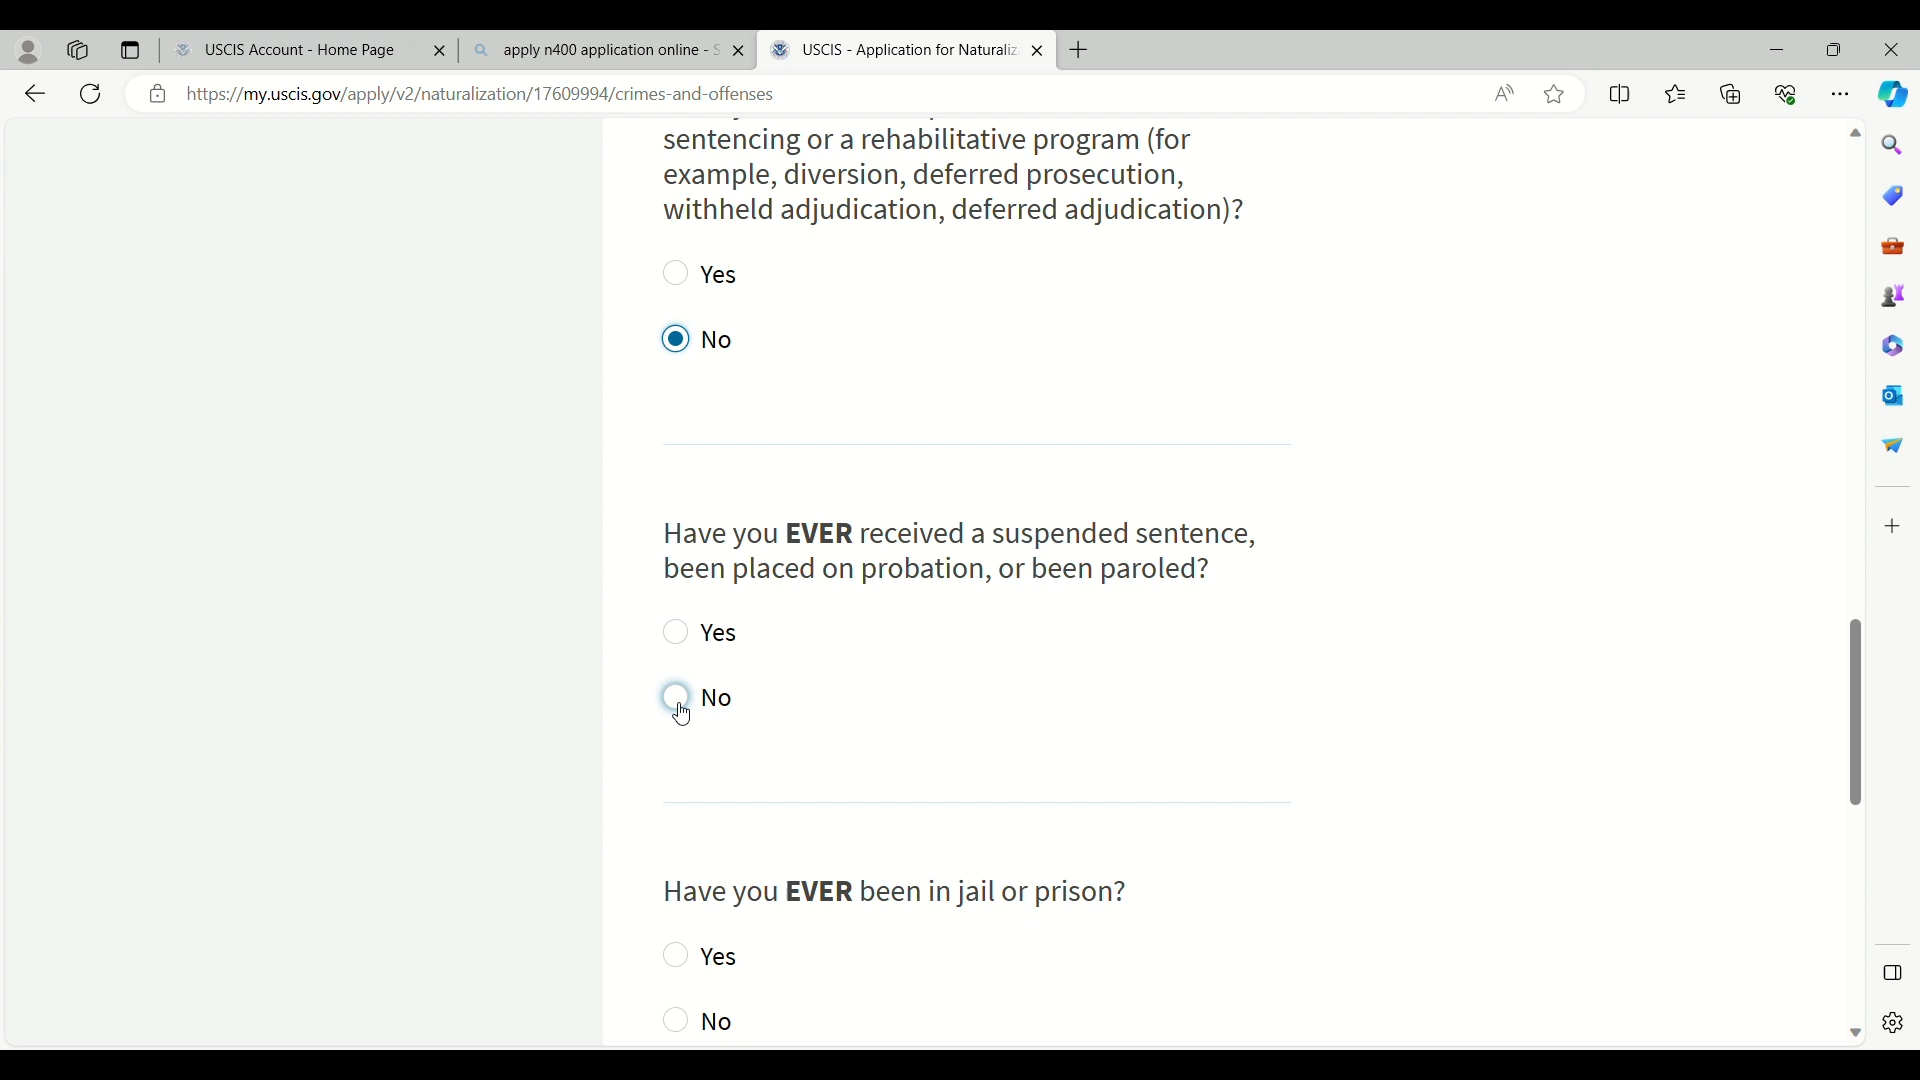 USCIS Account - Home Page
apply n400 application online - S
USCIS - Application for Naturaliz
https://my.uscis.gov/apply/v2/naturalization/17609994/crimes-and-offenses
sentencing or a rehabilitative program (for
example, diversion, deferred prosecution,
withheld adjudication, deferred adjudication)?
Yes
No
Have you EVER received a suspended sentence,
been placed on probation, or been paroled?
Yes
No
Have you EVER been in jail or prison?
Yes
No